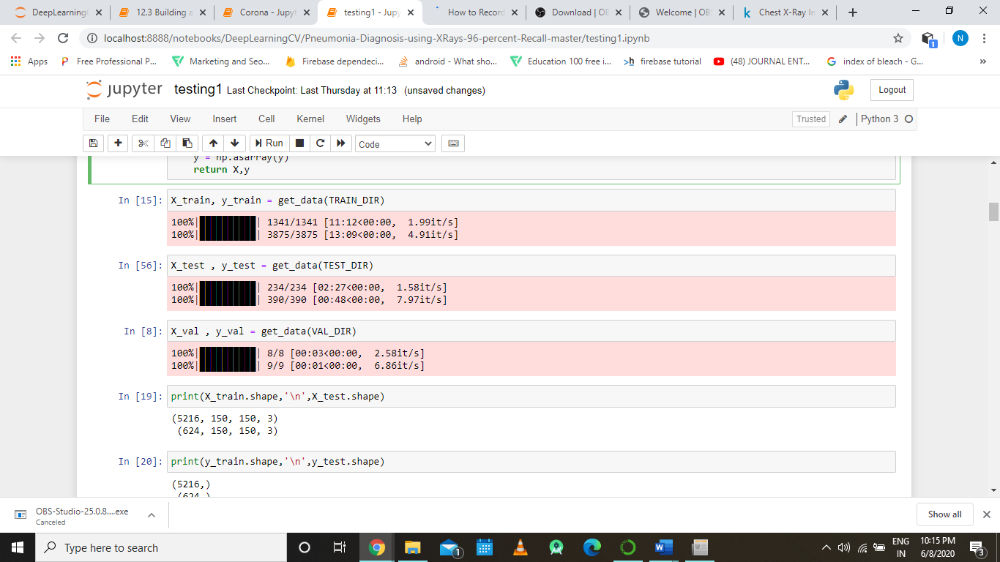 DeepLearningC
12.3 Building a
Corona - Jupyt
testing1 - Jupy
How to Record
Download | OB
Welcome | OBS
Chest X-Ray In
localhost:8888/notebooks/DeepLearningCV/Pneumonia-Diagnosis-using-XRays-96-percent-Recall-master/testing1.ipynb
1
N
Apps
Free Professional P...
Marketing and Seo...
Firebase dependeci...
android - What sho...
Education 100 free i...
>h firebase tutorial
(48) JOURNAL ENT...
index of bleach - G...
»
jupyter testing1 Last Checkpoint: Last Thursday at 11:13 (unsaved changes)
Logout
File Edit View Insert Cell Kernel Widgets Help
Trusted
Python 3
Run
Code
y = np.asarray(y)
return X,y
In [15]: X_train, y_train = get_data(TRAIN_DIR)
100%|██████████| 1341/1341 [11:12<00:00, 1.99it/s]
100%|██████████| 3875/3875 [13:09<00:00, 4.91it/s]
In [56]: X_test , y_test = get_data(TEST_DIR)
100%|██████████| 234/234 [02:27<00:00, 1.58it/s]
100%|██████████| 390/390 [00:48<00:00, 7.97it/s]
In [8]: X_val , y_val = get_data(VAL_DIR)
100%|██████████| 8/8 [00:03<00:00, 2.58it/s]
100%|██████████| 9/9 [00:01<00:00, 6.86it/s]
In [19]: print(X_train.shape,'\n',X_test.shape)
(5216, 150, 150, 3)
(624, 150, 150, 3)
In [20]: print(y_train.shape,'\n',y_test.shape)
(5216,)
(624,)
OBS-Studio-25.0.8....exe
Canceled
Show all
Type here to search
1
W
ENG
IN
10:15 PM
6/8/2020
3